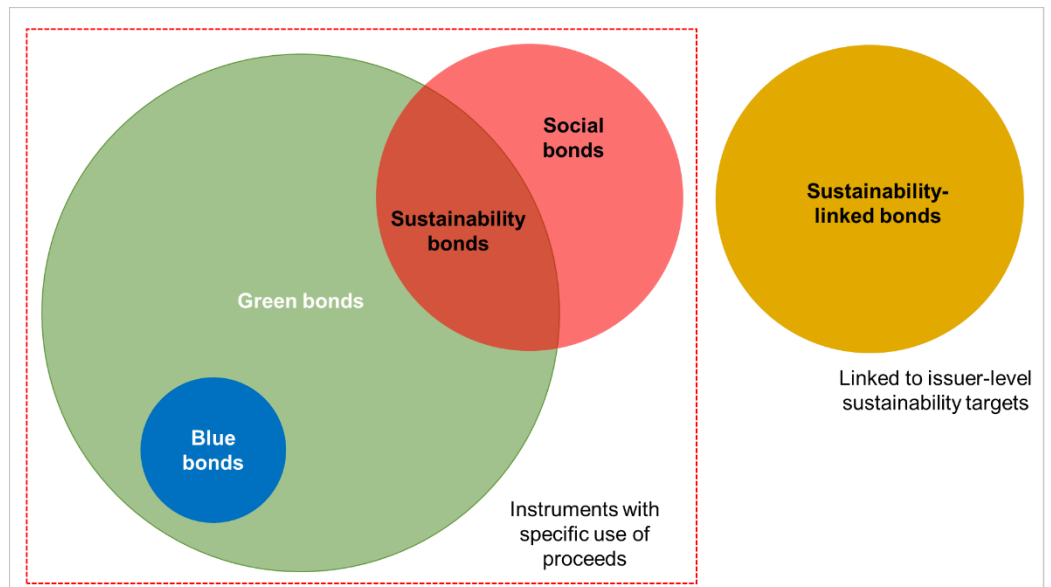 Social
bonds
Sustainability-
linked bonds
Sustainability
bonds
Green bonds
Linked to issuer-level
sustainability targets
Blue
bonds
Instruments with
specific use of
proceeds